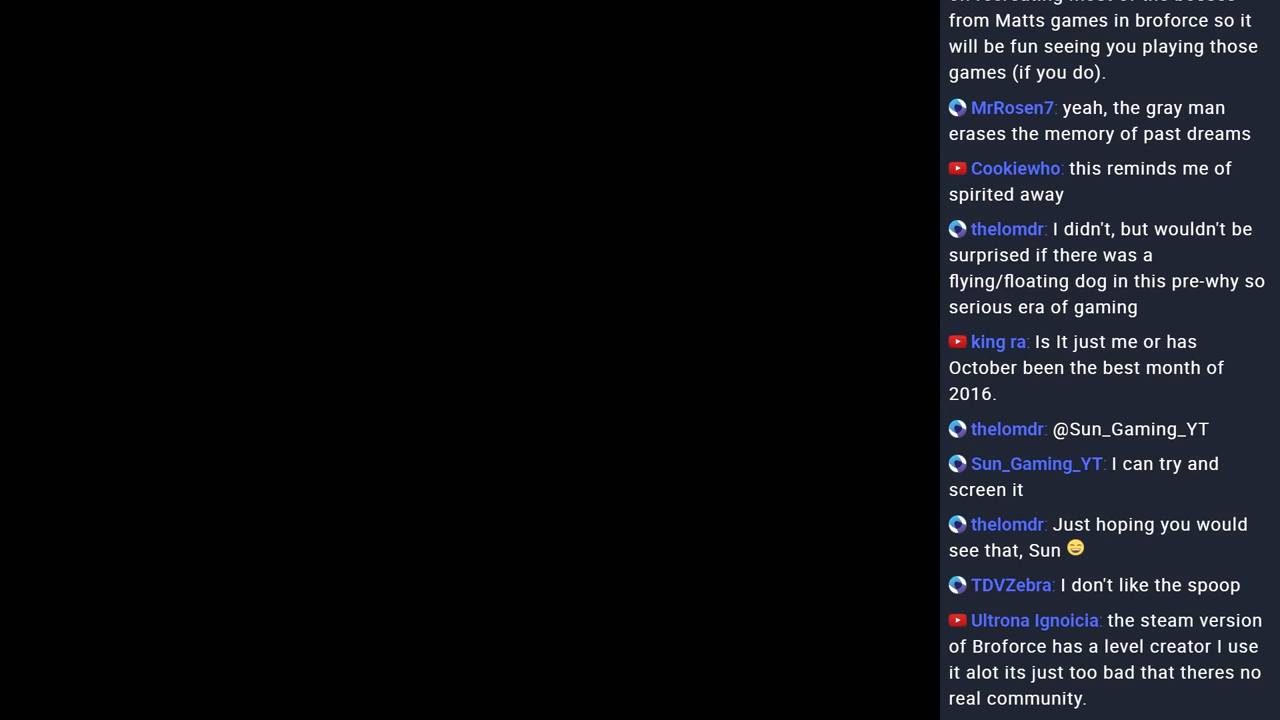 from Matts games in broforce so it
will be fun seeing you playing those
games (if you do).
MrRosen7: yeah, the gray man
erases the memory of past dreams
Cookiewho: this reminds me of
spirited away
thelomdr: I didn't, but wouldn't be
surprised if there was a
flying/floating dog in this pre-why so
serious era of gaming
king ra: Is It just me or has
October been the best month of
2016.
thelomdr: @Sun_Gaming_YT
Sun_Gaming_YT: I can try and
screen it
thelomdr: Just hoping you would
see that, Sun 😄
TDVZebra: I don't like the spoop
Ultrona Ignoicia: the steam version
of Broforce has a level creator I use
it alot its just too bad that theres no
real community.